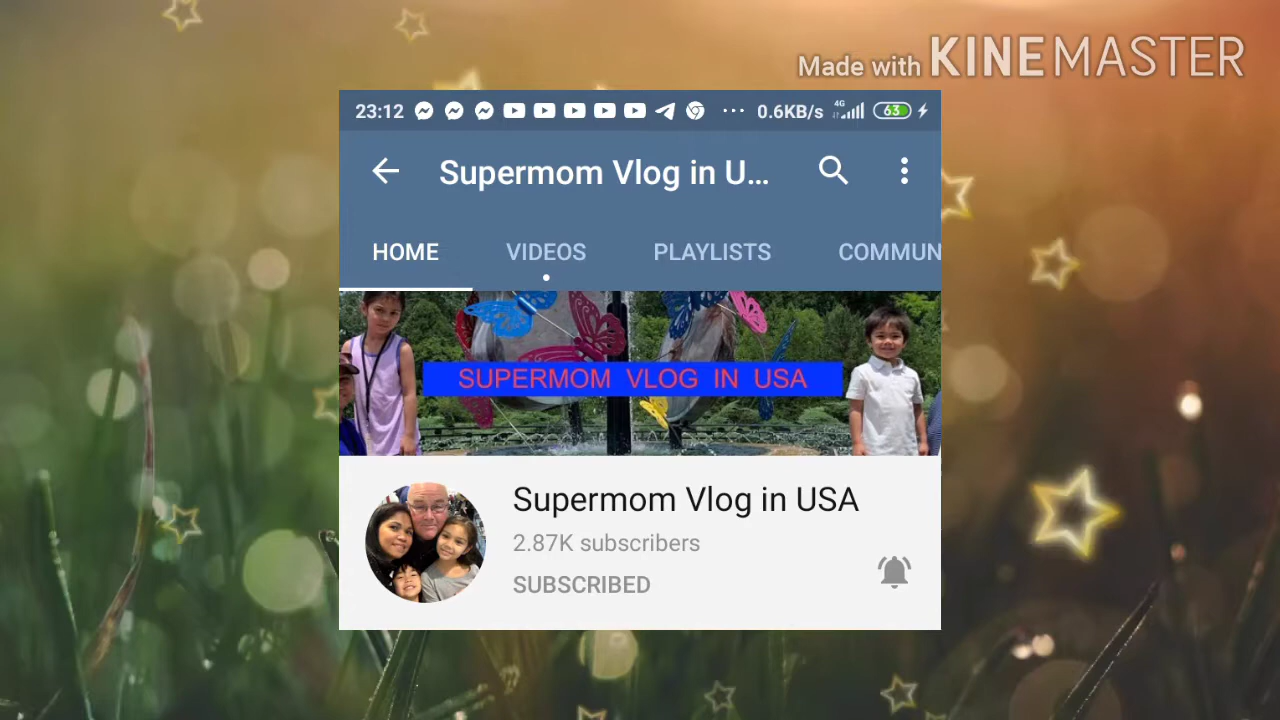 Made with KINEMASTER
23:12 ... 0.6KB/s 4G 63
Supermom Vlog in U...
HOME VIDEOS PLAYLISTS COMMUN
SUPERMOM VLOG IN USA
Supermom Vlog in USA
2.87K subscribers
SUBSCRIBED